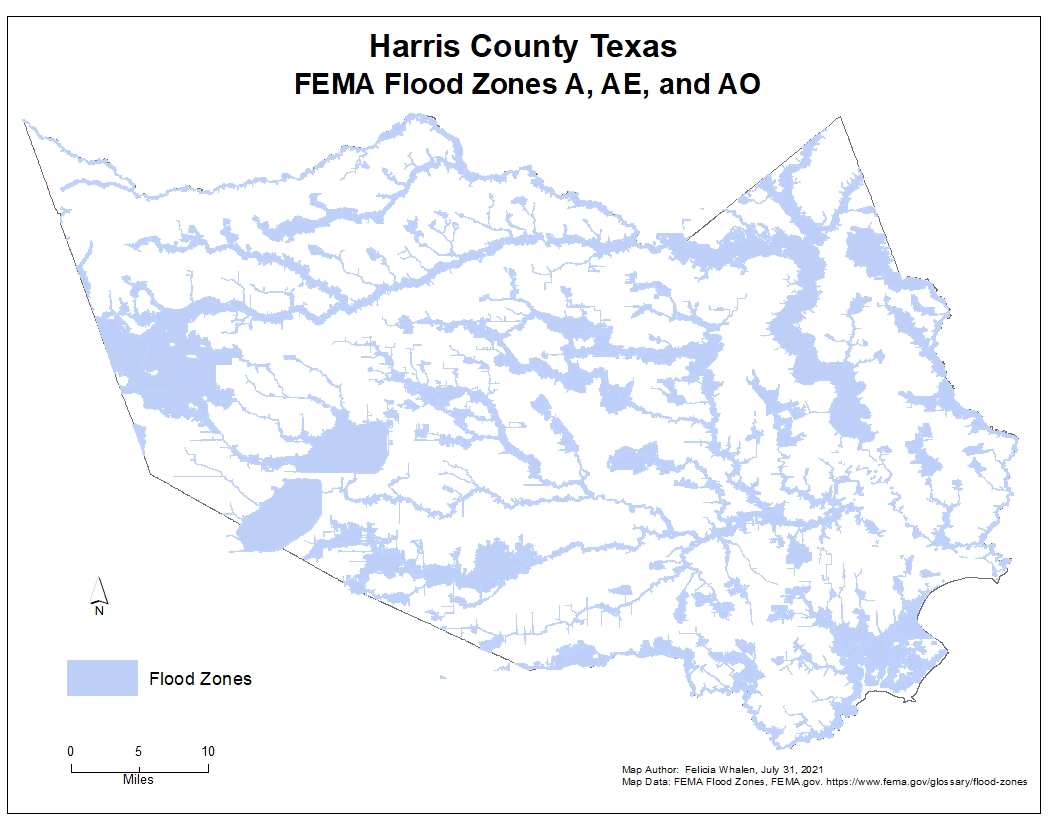 Harris County Texas
FEMA Flood Zones A, AE, and AO
N
Flood Zones
0 5 10
Miles
Map Author:  Felicia Whalen, July 31, 2021
Map Data: FEMA Flood Zones, FEMA.gov. https://www.fema.gov/glossary/flood-zones